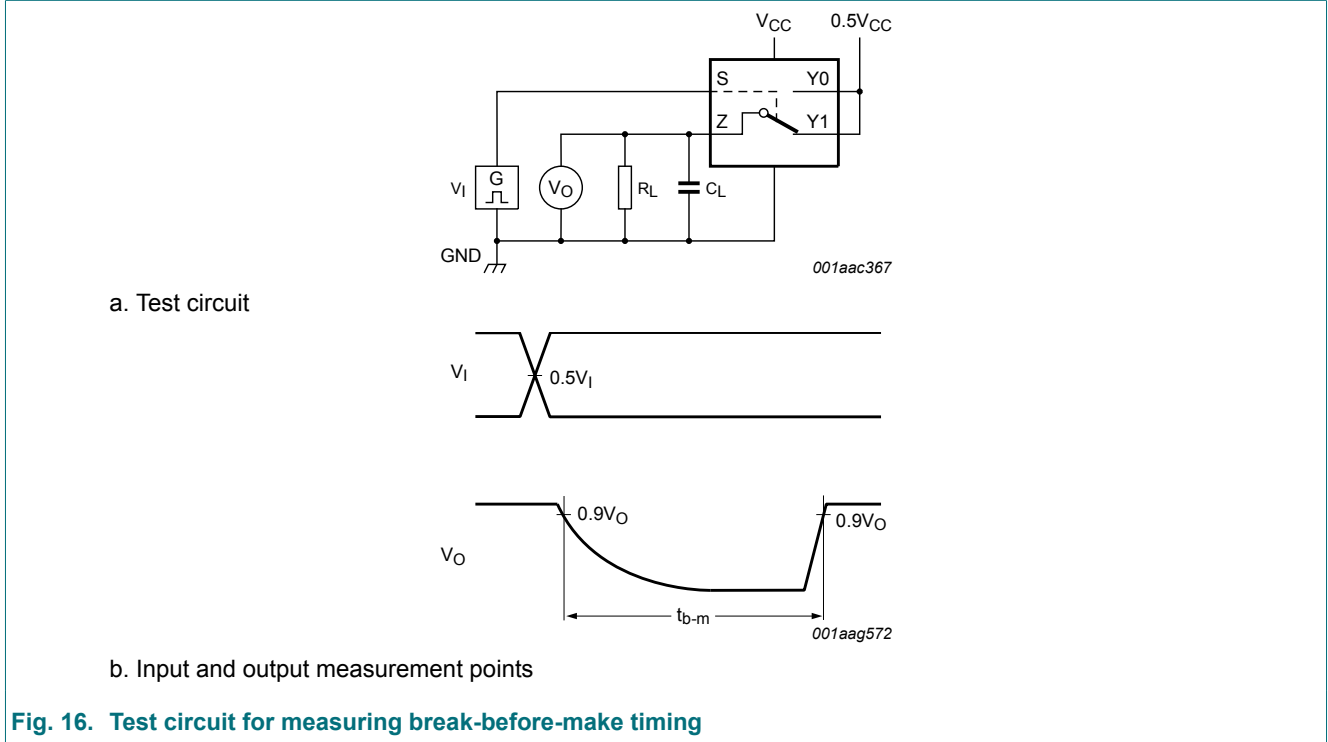 VCC 0.5VCC
S Y0
Z Y1
VI G VO RL CL
GND
001aac367
a. Test circuit
VI 0.5VI
0.9VO 0.9VO
VO
tb-m
001aag572
b. Input and output measurement points
Fig. 16. Test circuit for measuring break-before-make timing